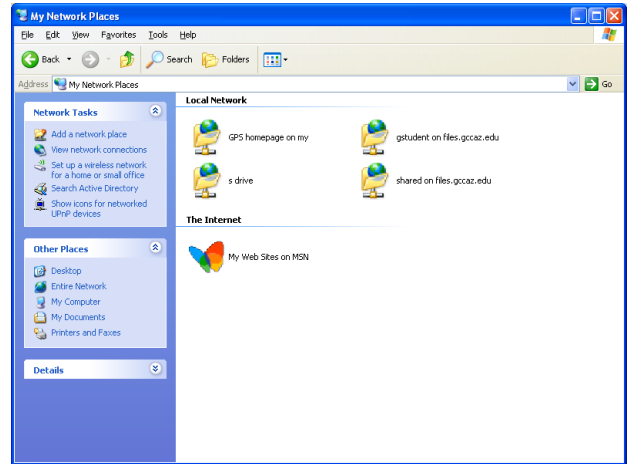 My Network Places
File Edit View Favorites Tools Help
Back Search Folders
Address My Network Places Go
Network Tasks
Add a network place
View network connections
Set up a wireless network
for a home or small office
Search Active Directory
Show icons for networked
UPnP devices
Other Places
Desktop
Entire Network
My Computer
My Documents
Printers and Faxes
Details
Local Network
GPS homepage on my
gstudent on files.gccaz.edu
s drive
shared on files.gccaz.edu
The Internet
My Web Sites on MSN